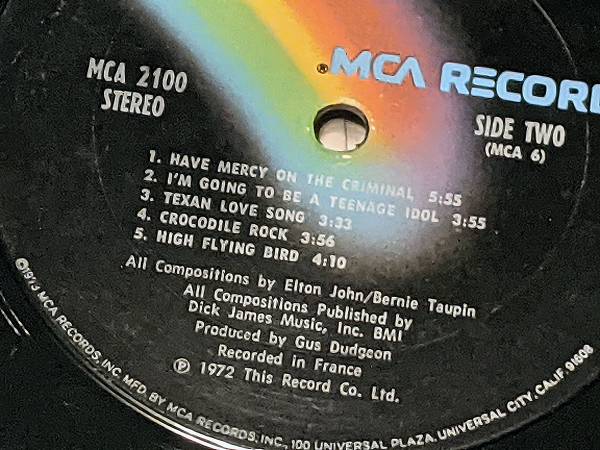 ®MCA RECOR
MCA 2100
STEREO
SIDE TWO
(MCA 6)
1. HAVE MERCY ON THE CRIMINAL 5:55
2. I'M GOING TO BE A TEENAGE IDOL 3:55
3. TEXAN LOVE SONG 3:33
4. CROCODILE ROCK 3:56
5. HIGH FLYING BIRD 4:10
All Compositions by Elton John/Bernie Taupin
All Compositions Published by
Dick James Music, Inc. BMI
Produced by Gus Dudgeon
Recorded in France
℗ 1972 This Record Co. Ltd.
©1973 MCA RECORDS, INC. MFD. BY MCA RECORDS, INC., 100 UNIVERSAL PLAZA, UNIVERSAL CITY, CALIF. 91608